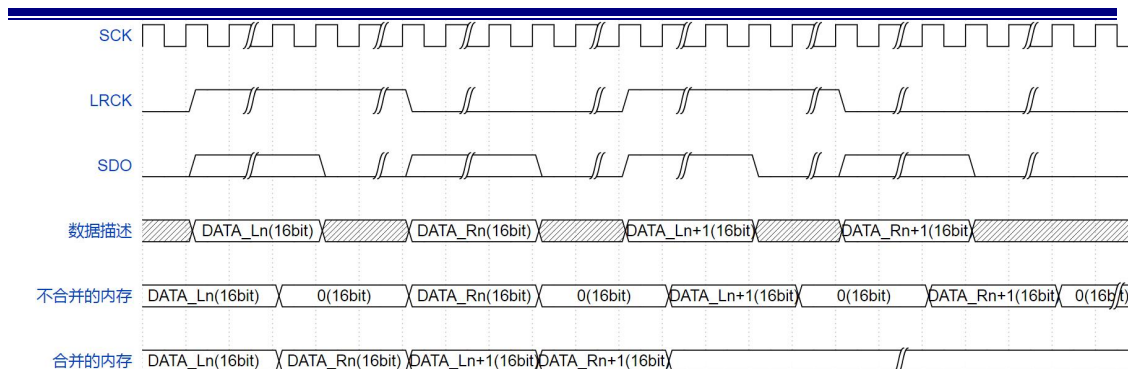 SCK
LRCK
SDO
数据描述 DATA_Ln(16bit) DATA_Rn(16bit) DATA_Ln+1(16bit) DATA_Rn+1(16bit)
不合并的内存 DATA_Ln(16bit) 0(16bit) DATA_Rn(16bit) 0(16bit) DATA_Ln+1(16bit) 0(16bit) DATA_Rn+1(16bit) 0(16bit)
合并的内存 DATA_Ln(16bit) DATA_Rn(16bit) DATA_Ln+1(16bit) DATA_Rn+1(16bit)